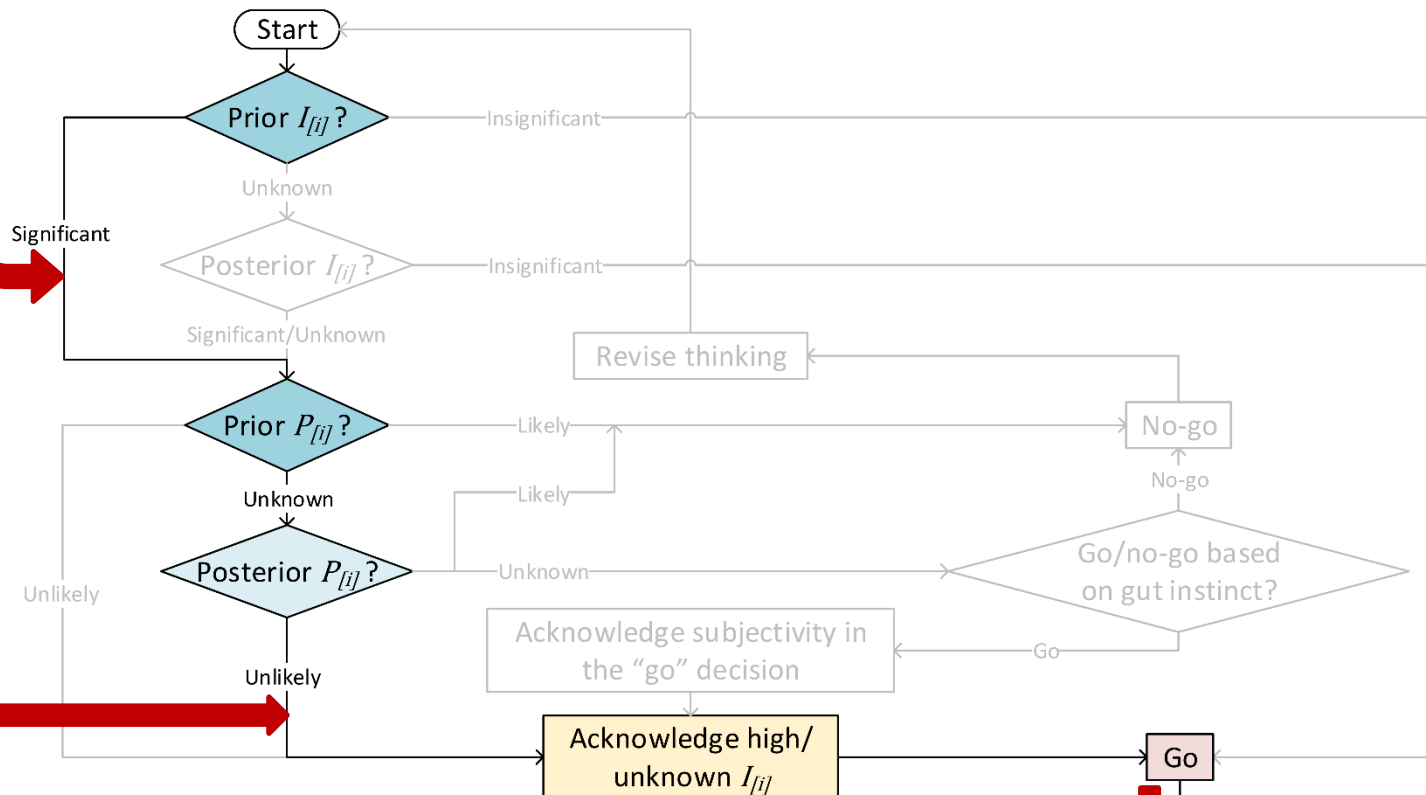 Start
Prior I[i] ?
Insignificant
Unknown
Significant
Posterior I[i] ?
Insignificant
Significant/Unknown
Revise thinking
Prior P[i] ?
Likely
No-go
Unknown
Likely
No-go
Posterior P[i] ?
Unknown
Go/no-go based
on gut instinct?
Unlikely
Acknowledge subjectivity in
the “go” decision
Go
Unlikely
Acknowledge high/
unknown I[i]
Go